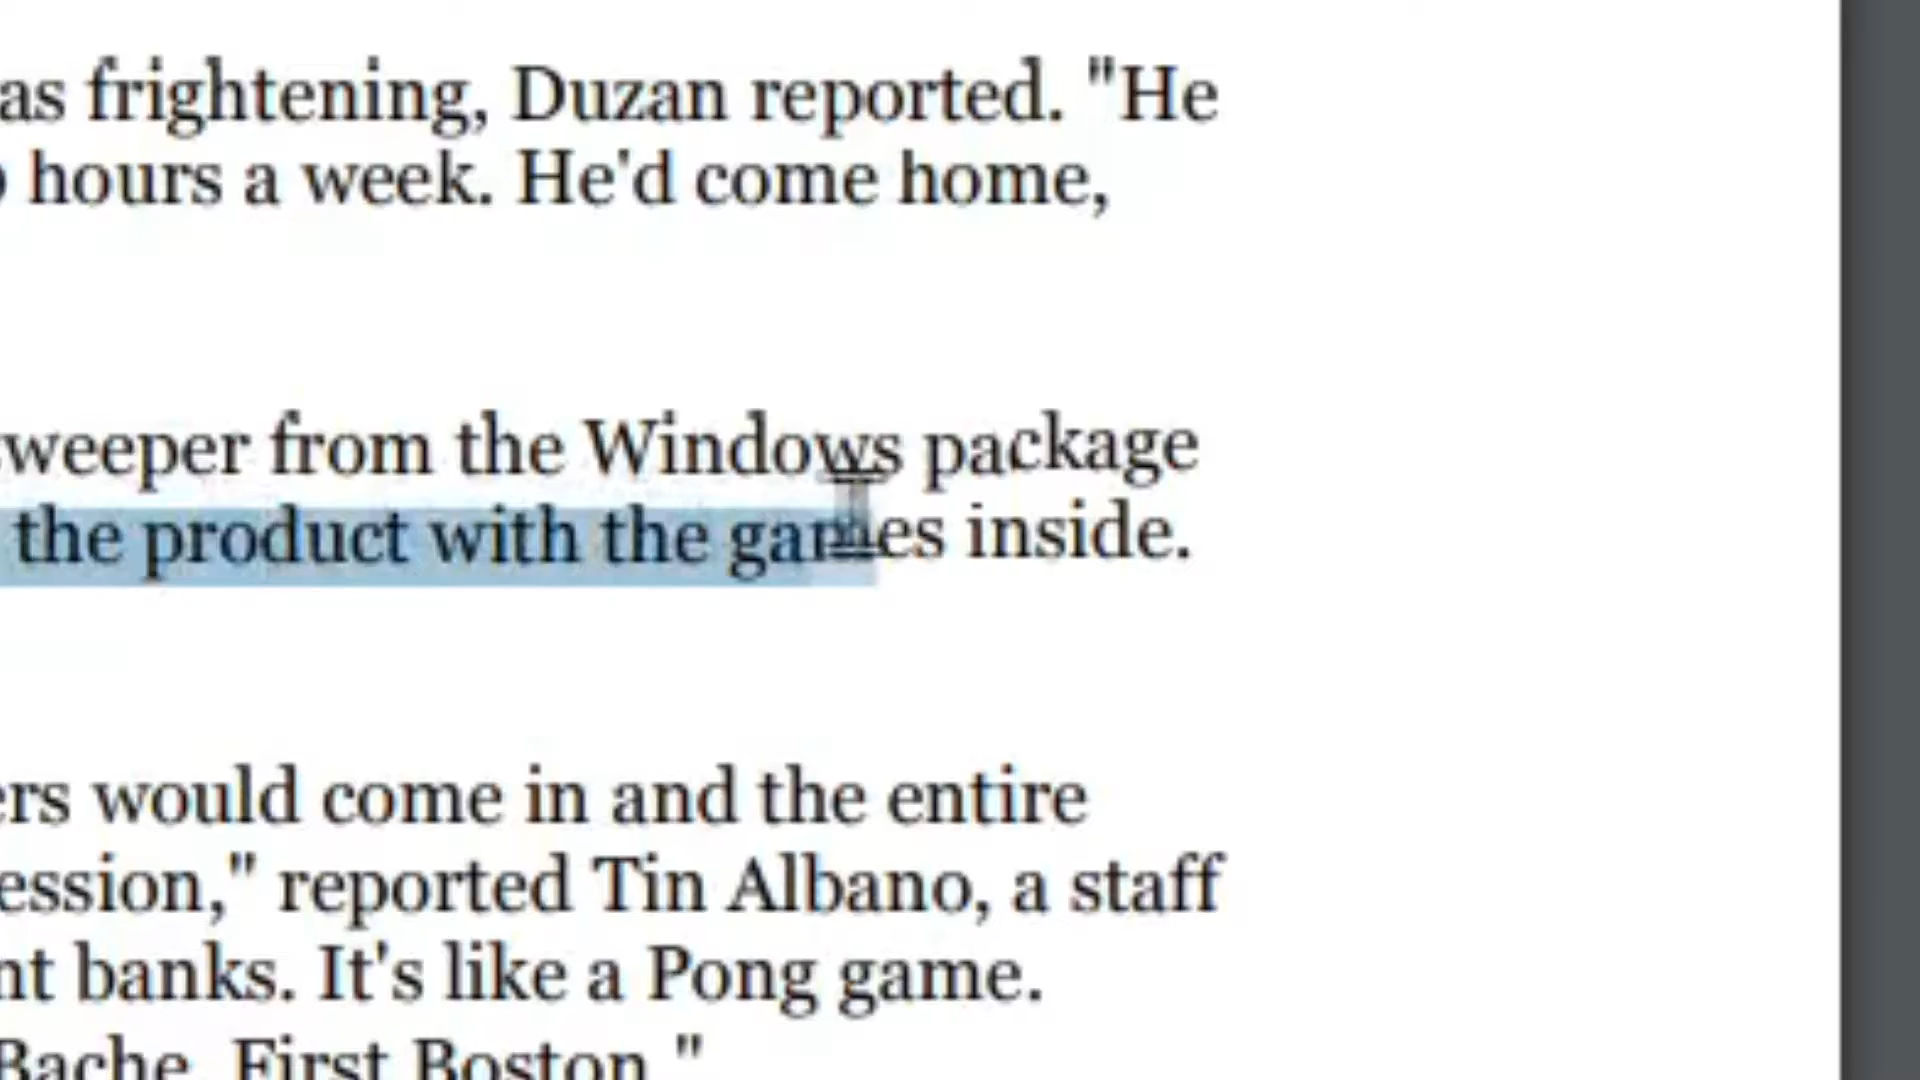 as frightening, Duzan reported. "He
hours a week. He'd come home,
weeper from the Windows package
the product with the games inside.
ers would come in and the entire
ession," reported Tin Albano, a staff
nt banks. It's like a Pong game.
Bache, First Boston."